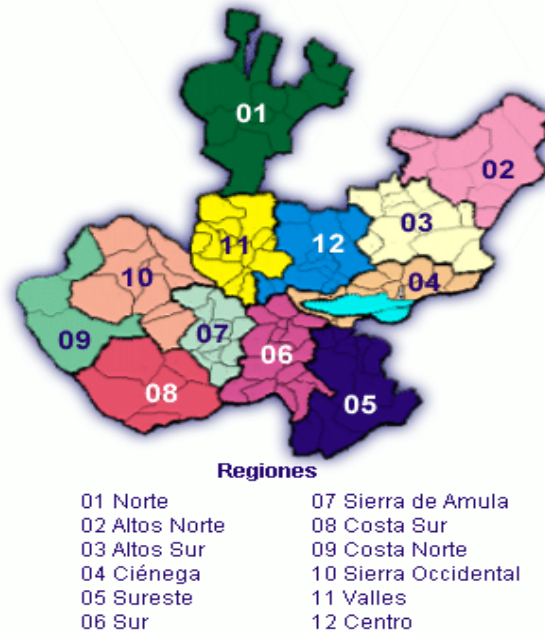 01
02
03
11
12
10
04
09
07
06
08
05
Regiones
01 Norte
02 Altos Norte
03 Altos Sur
04 Ciénega
05 Sureste
06 Sur
07 Sierra de Amula
08 Costa Sur
09 Costa Norte
10 Sierra Occidental
11 Valles
12 Centro